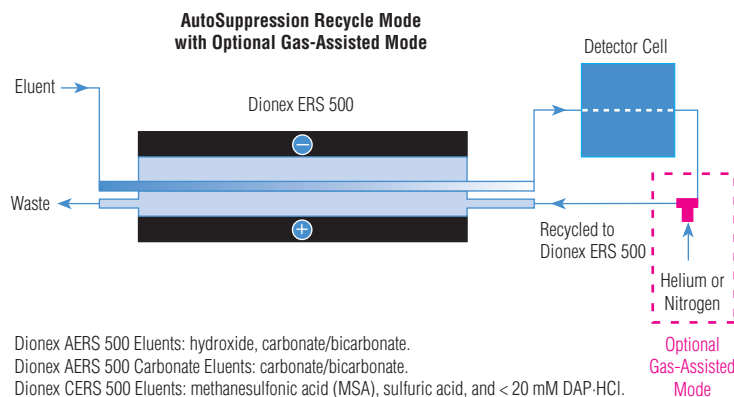 AutoSuppression Recycle Mode
with Optional Gas-Assisted Mode
Detector Cell
Eluent
Dionex ERS 500
−
Waste
+
Recycled to
Dionex ERS 500
Helium or
Nitrogen
Dionex AERS 500 Eluents: hydroxide, carbonate/bicarbonate.
Dionex AERS 500 Carbonate Eluents: carbonate/bicarbonate.
Dionex CERS 500 Eluents: methanesulfonic acid (MSA), sulfuric acid, and < 20 mM DAP·HCl.
Optional
Gas-Assisted
Mode